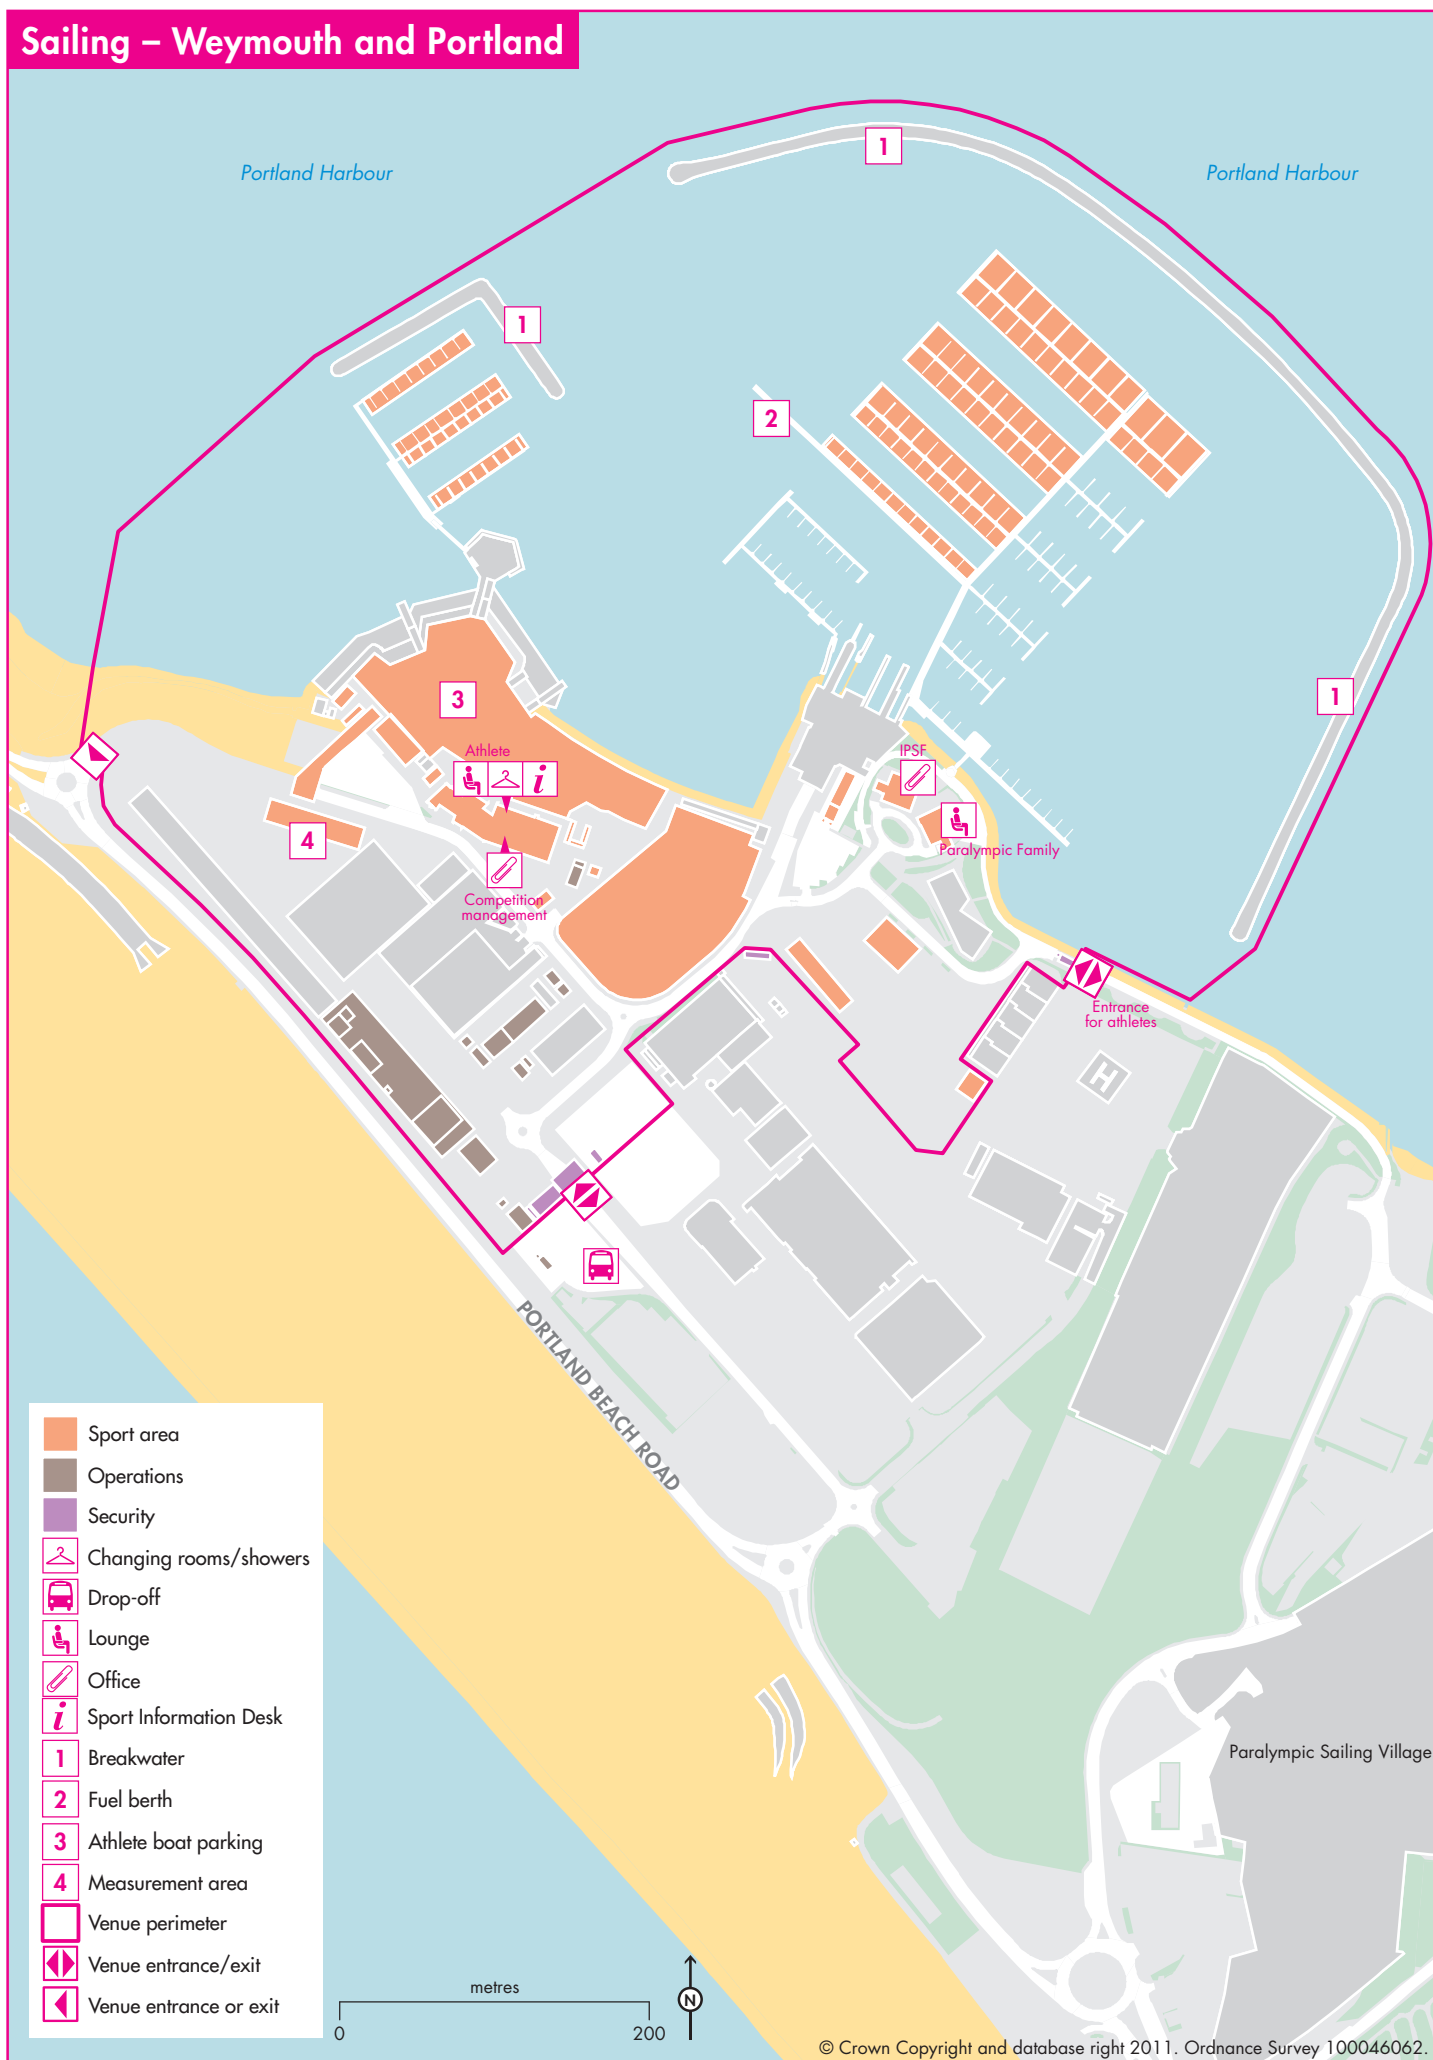 Sailing – Weymouth and Portland
Portland Harbour
Portland Harbour
1
1
2
1
3
Athlete
i
4
Competition
management
IPSF
Paralympic Family
Entrance
for athletes
H
PORTLAND BEACH ROAD
Paralympic Sailing Village
Sport area
Operations
Security
Changing rooms/showers
Drop-off
Lounge
Office
i Sport Information Desk
1 Breakwater
2 Fuel berth
3 Athlete boat parking
4 Measurement area
Venue perimeter
Venue entrance/exit
Venue entrance or exit
metres
0 200
N
© Crown Copyright and database right 2011. Ordnance Survey 100046062.